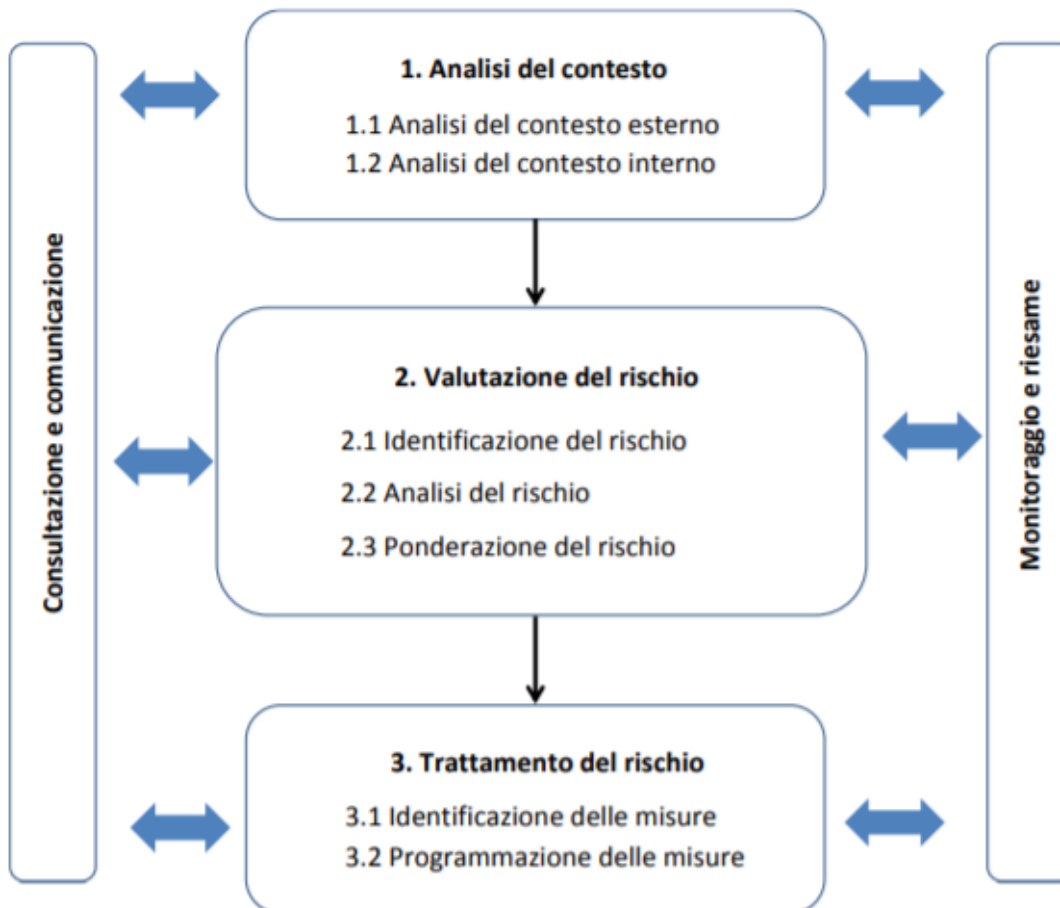 Consultazione e comunicazione
1. Analisi del contesto
1.1 Analisi del contesto esterno
1.2 Analisi del contesto interno
2. Valutazione del rischio
2.1 Identificazione del rischio
2.2 Analisi del rischio
2.3 Ponderazione del rischio
3. Trattamento del rischio
3.1 Identificazione delle misure
3.2 Programmazione delle misure
Monitoraggio e riesame